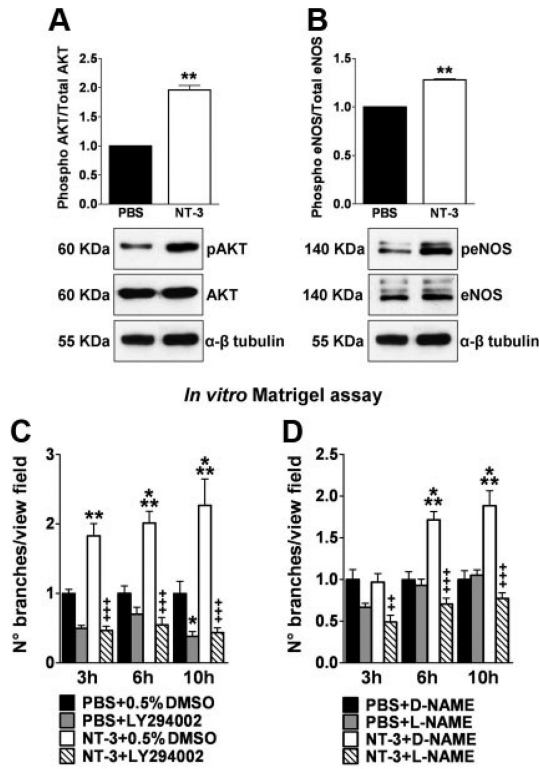 A
Phospho AKT/Total AKT
2.5
2.0
1.5
1.0
0.5
0.0
**
PBS
NT-3
60 KDa
pAKT
60 KDa
AKT
55 KDa
α-β tubulin
B
Phospho eNOS/Total eNOS
1.5
1.0
0.5
0.0
**
PBS
NT-3
140 KDa
peNOS
140 KDa
eNOS
55 KDa
α-β tubulin
In vitro Matrigel assay
C
N° branches/view field
3
2
1
0
**
+++
*
**
+++
*
*
**
+++
3h
6h
10h
PBS+0.5%DMSO
PBS+LY294002
NT-3+0.5%DMSO
NT-3+LY294002
D
N° branches/view field
2.5
2.0
1.5
1.0
0.5
0.0
++
*
**
+++
*
**
+++
3h
6h
10h
PBS+D-NAME
PBS+L-NAME
NT-3+D-NAME
NT-3+L-NAME